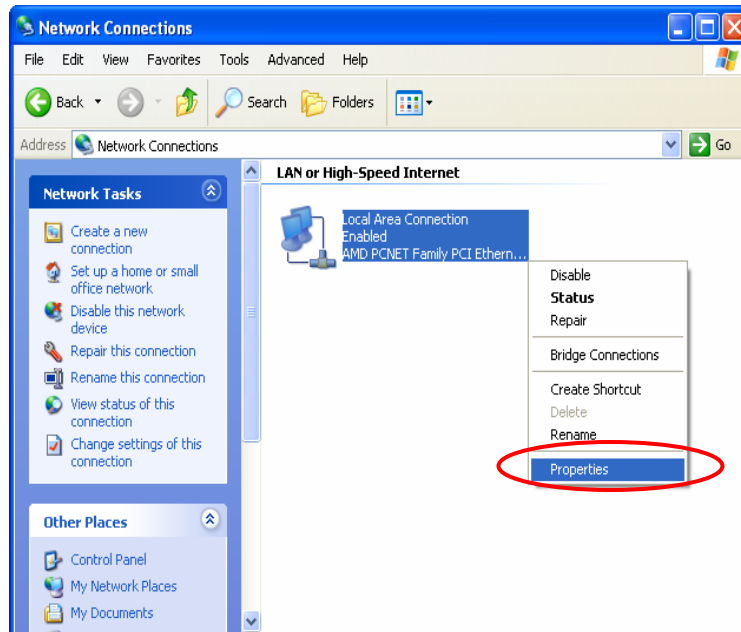 Network Connections
File Edit View Favorites Tools Advanced Help
Back Search Folders
Address Network Connections Go
Network Tasks
Create a new
connection
Set up a home or small
office network
Disable this network
device
Repair this connection
Rename this connection
View status of this
connection
Change settings of this
connection
Other Places
Control Panel
My Network Places
My Documents
LAN or High-Speed Internet
Local Area Connection
Enabled
AMD PCNET Family PCI Ethern...
Disable
Status
Repair
Bridge Connections
Create Shortcut
Delete
Rename
Properties